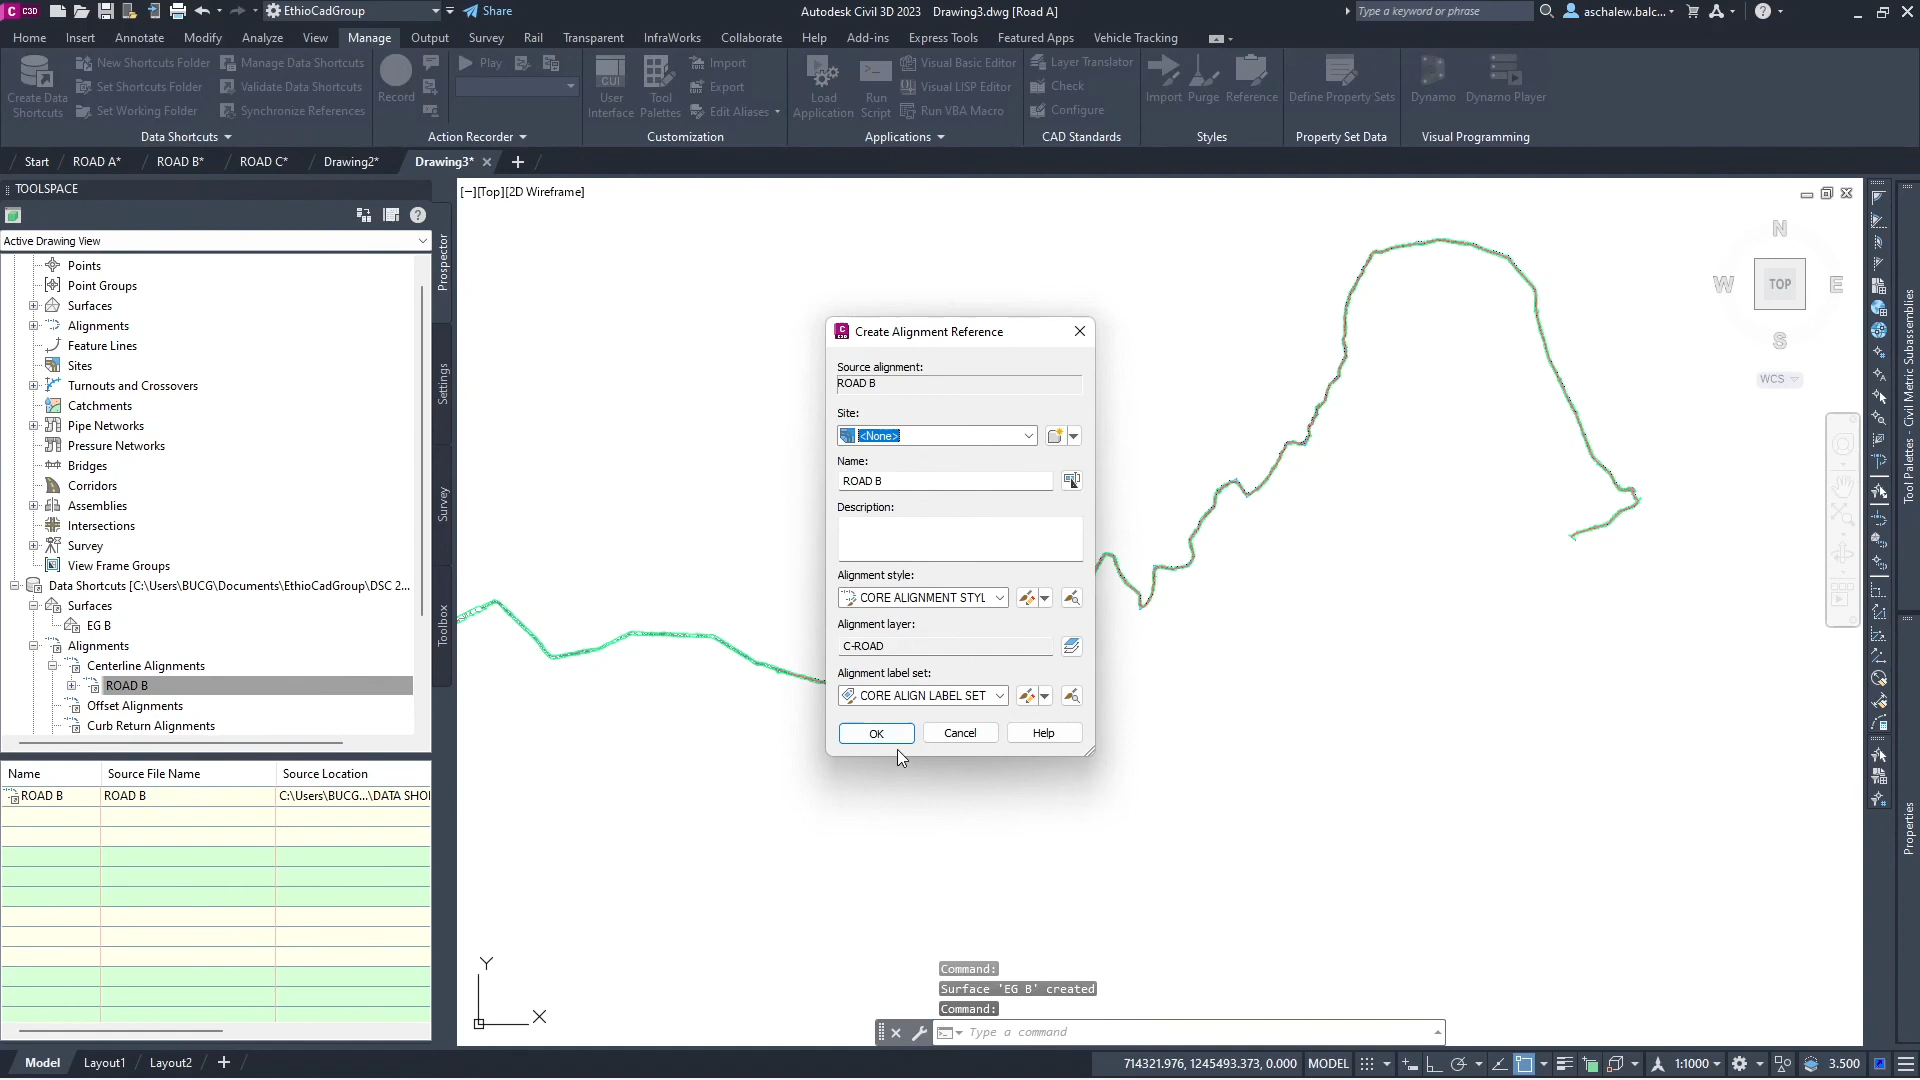 C3D EthioCadGroup Share Autodesk Civil 3D 2023 Drawing3.dwg [Road A] Type a keyword or phrase aschalew.balc...
Home Insert Annotate Modify Analyze View Manage Output Survey Rail Transparent InfraWorks Collaborate Help Add-ins Express Tools Featured Apps Vehicle Tracking
New Shortcuts Folder Manage Data Shortcuts Play Import Visual Basic Editor Layer Translator
Set Shortcuts Folder Validate Data Shortcuts Export Visual LISP Editor Check
Set Working Folder Synchronize References Edit Aliases Run VBA Macro Configure
Create Data Shortcuts
Record
CUI
User Interface
Tool Palettes
Load Application
Run Script
Import Purge Reference Define Property Sets Dynamo Dynamo Player
Data Shortcuts Action Recorder Customization Applications CAD Standards Styles Property Set Data Visual Programming
Start ROAD A* ROAD B* ROAD C* Drawing2* Drawing3*
TOOLSPACE
[−][Top][2D Wireframe]
Active Drawing View
Points
Point Groups
Surfaces
Alignments
Feature Lines
Sites
Turnouts and Crossovers
Catchments
Pipe Networks
Pressure Networks
Bridges
Corridors
Assemblies
Intersections
Survey
View Frame Groups
Data Shortcuts [C:\Users\BUCG\Documents\EthioCadGroup\DSC 2...
Surfaces
EG B
Alignments
Centerline Alignments
ROAD B
Offset Alignments
Curb Return Alignments
Prospector
Settings
Survey
Toolbox
Name Source File Name Source Location
ROAD B ROAD B C:\Users\BUCG...\DATA SHO
Create Alignment Reference
Source alignment:
ROAD B
Site:
<None>
Name:
ROAD B
Description:
Alignment style:
CORE ALIGNMENT STYL
Alignment layer:
C-ROAD
Alignment label set:
CORE ALIGN LABEL SET
OK Cancel Help
N
W TOP E
S
WCS
Tool Palettes - Civil Metric Subassemblies
Properties
Y
X
Command:
Surface 'EG B' created
Command:
Type a command
Model Layout1 Layout2 714321.976, 1245493.373, 0.000 MODEL 1:1000 3.500